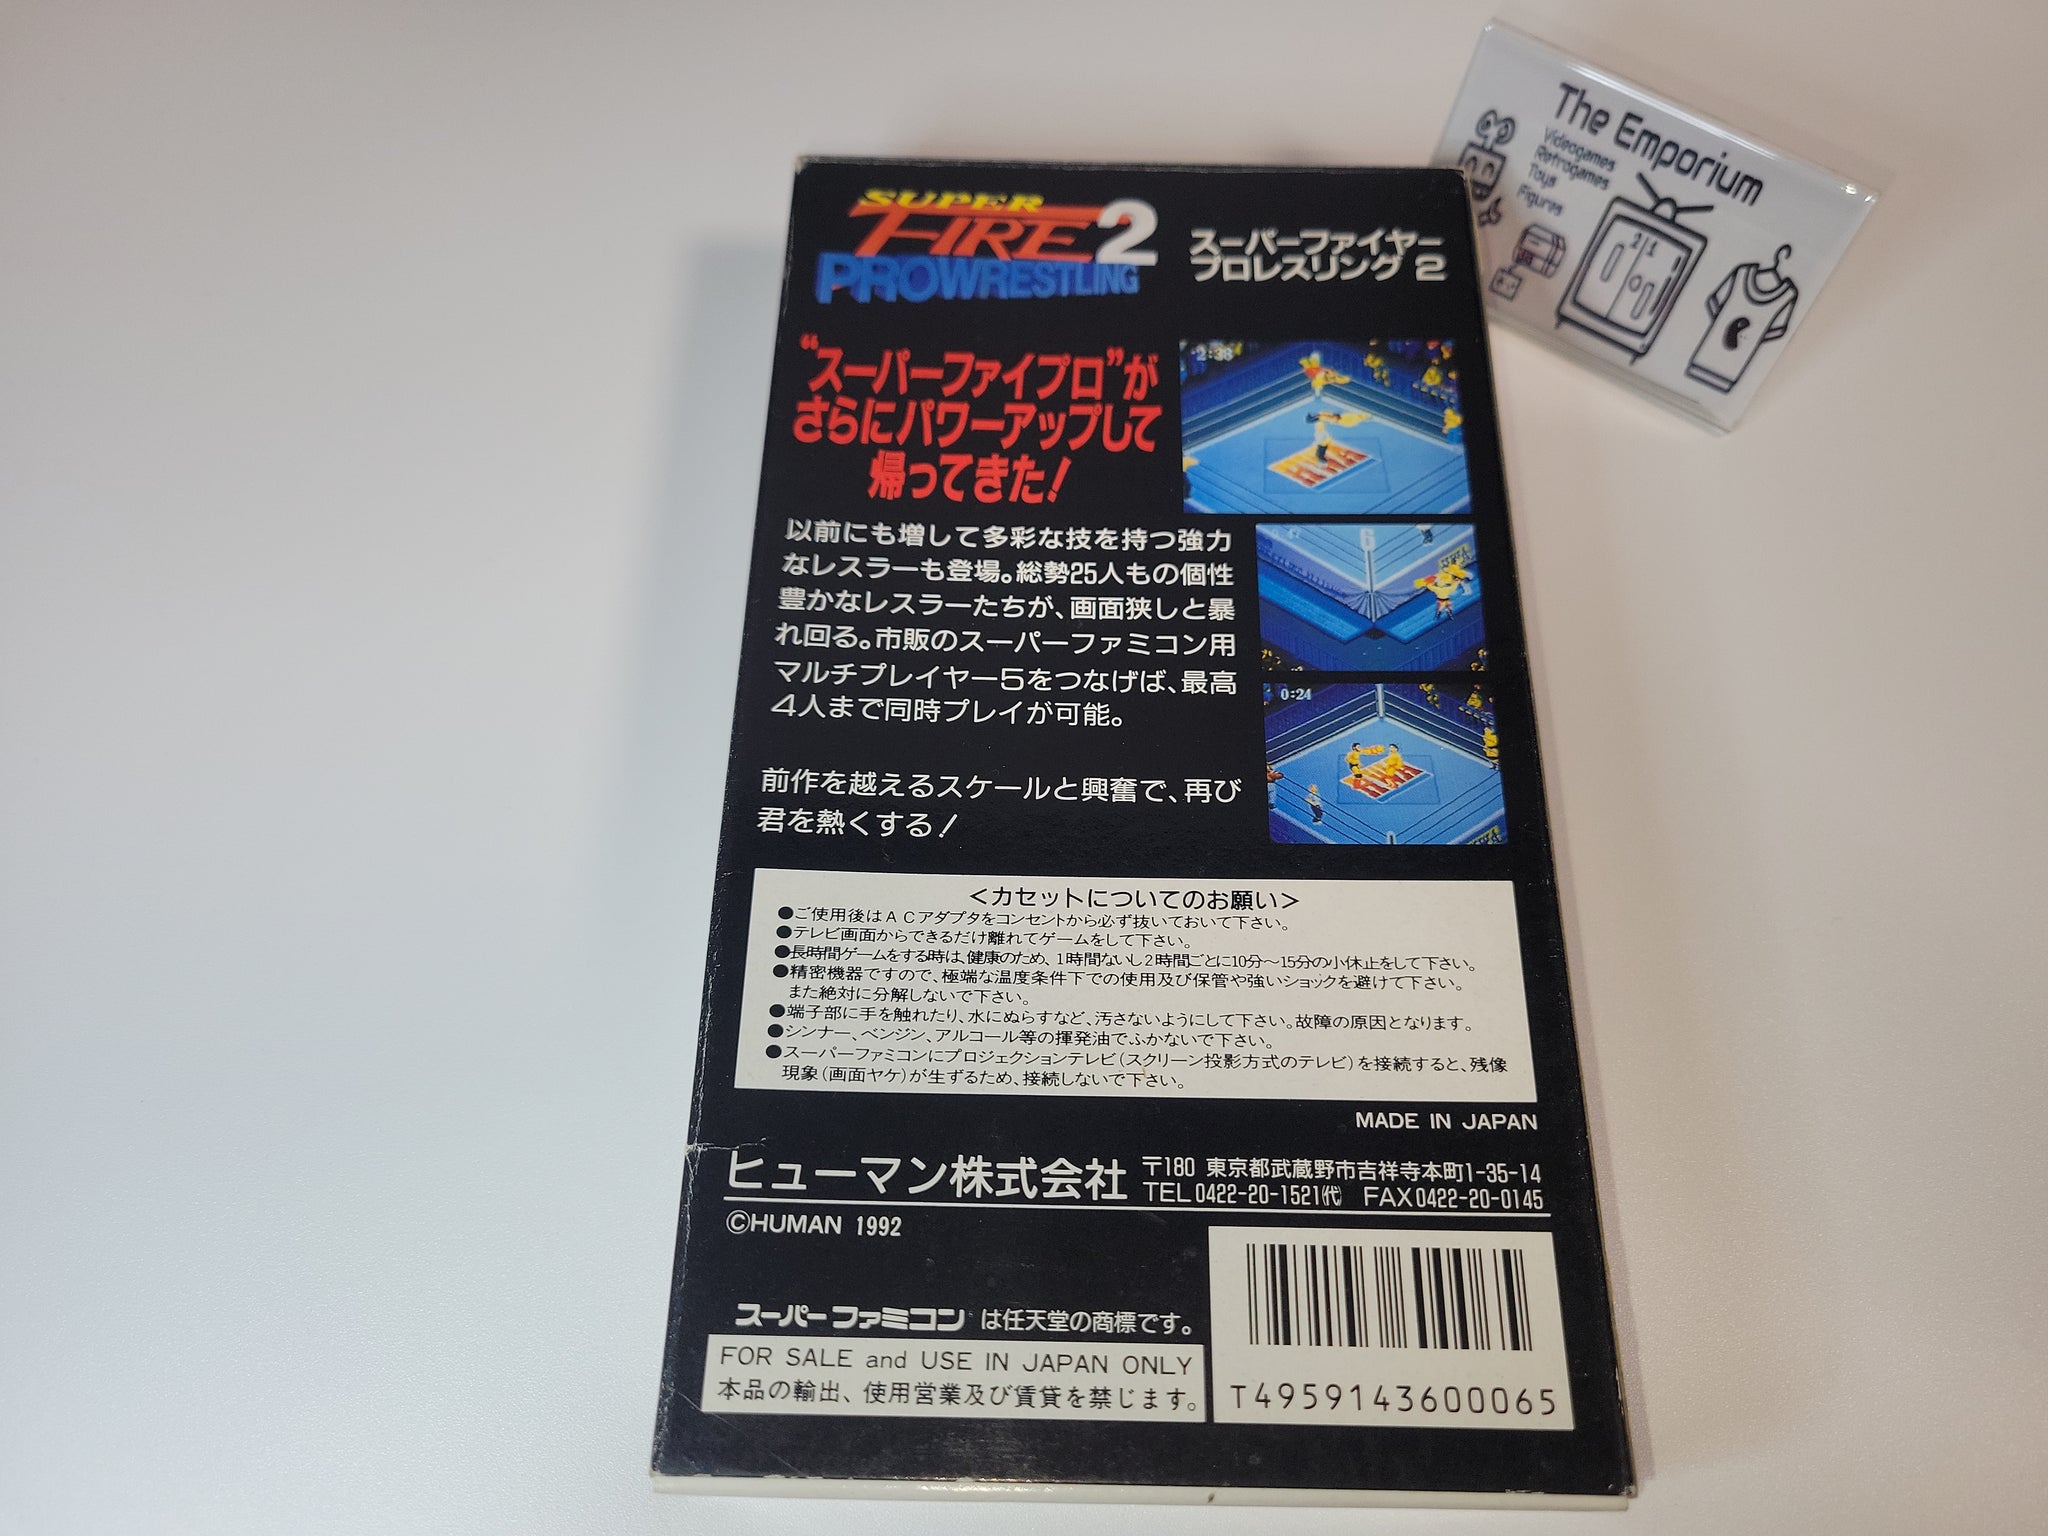 The Emporium
Videogames
Retrogames
Toys
Figures
SUPER
FIRE 2
PROWRESTLING
スーパーファイヤー
プロレスリング 2
“スーパーファイプロ”が
さらにパワーアップして
帰ってきた!
2:38
以前にも増して多彩な技を持つ強力
なレスラーも登場。総勢25人もの個性
豊かなレスラーたちが、画面狭しと暴
れ回る。市販のスーパーファミコン用
マルチプレイヤー5をつなげば、最高
4人まで同時プレイが可能。
6
0:24
前作を越えるスケールと興奮で、再び
君を熱くする!
<カセットについてのお願い>
●ご使用後はACアダプタをコンセントから必ず抜いておいて下さい。
●テレビ画面からできるだけ離れてゲームをして下さい。
●長時間ゲームをする時は、健康のため、1時間ないし2時間ごとに10分〜15分の小休止をして下さい。
●精密機器ですので、極端な温度条件下での使用及び保管や強いショックを避けて下さい。
また絶対に分解しないで下さい。
●端子部に手を触れたり、水にぬらすなど、汚さないようにして下さい。故障の原因となります。
●シンナー、ベンジン、アルコール等の揮発油でふかないで下さい。
●スーパーファミコンにプロジェクションテレビ(スクリーン投影方式のテレビ)を接続すると、残像
現象(画面ヤケ)が生ずるため、接続しないで下さい。
MADE IN JAPAN
ヒューマン株式会社
〒180 東京都武蔵野市吉祥寺本町1-35-14
TEL 0422-20-1521(代) FAX 0422-20-0145
©HUMAN 1992
スーパーファミコンは任天堂の商標です。
FOR SALE and USE IN JAPAN ONLY
本品の輸出、使用営業及び賃貸を禁じます。
T4959143600065